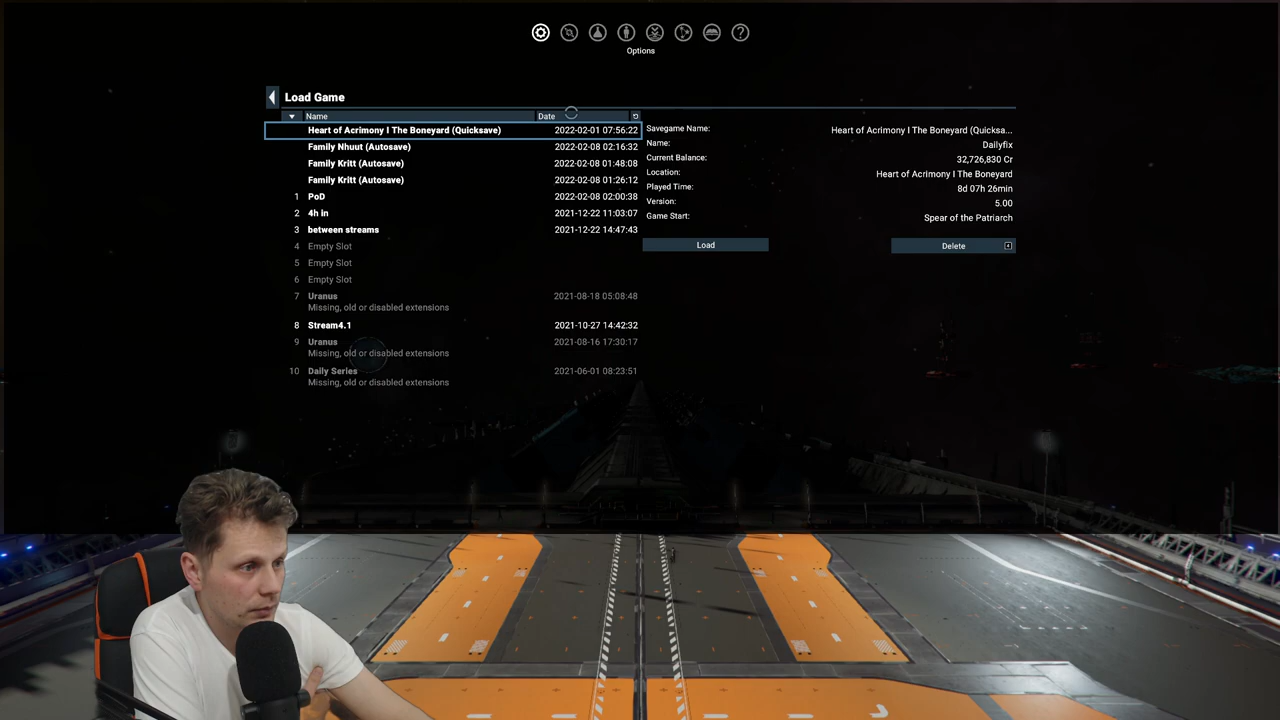 Options
Load Game
Name Date
Heart of Acrimony I The Boneyard (Quicksave) 2022-02-01 07:56:22
Family Nhuut (Autosave) 2022-02-08 02:16:32
Family Kritt (Autosave) 2022-02-08 01:48:08
Family Kritt (Autosave) 2022-02-08 01:26:12
1 PoD 2022-02-08 02:00:38
2 4h in 2021-12-22 11:03:07
3 between streams 2021-12-22 14:47:43
4 Empty Slot
5 Empty Slot
6 Empty Slot
7 Uranus 2021-08-18 05:08:48
Missing, old or disabled extensions
8 Stream4.1 2021-10-27 14:42:32
9 Uranus 2021-08-16 17:30:17
Missing, old or disabled extensions
10 Daily Series 2021-06-01 08:23:51
Missing, old or disabled extensions
Savegame Name: Heart of Acrimony I The Boneyard (Quicksa...
Name: Dailyfix
Current Balance: 32,726,830 Cr
Location: Heart of Acrimony I The Boneyard
Played Time: 8d 07h 26min
Version: 5.00
Game Start: Spear of the Patriarch
Load Delete